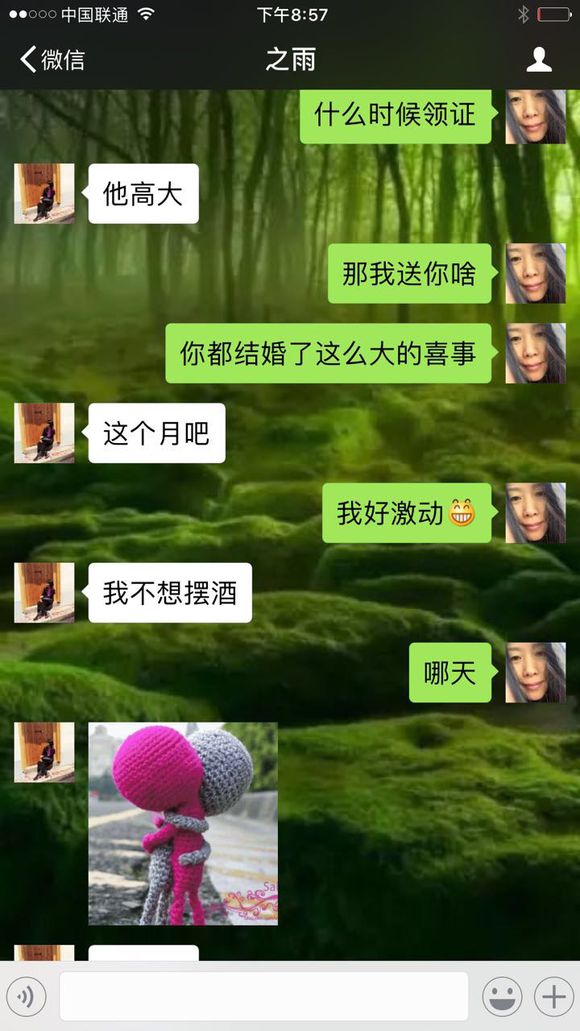 中国联通
下午8:57
微信
之雨
什么时候领证
他高大
那我送你啥
你都结婚了这么大的喜事
这个月吧
我好激动😁
我不想摆酒
哪天